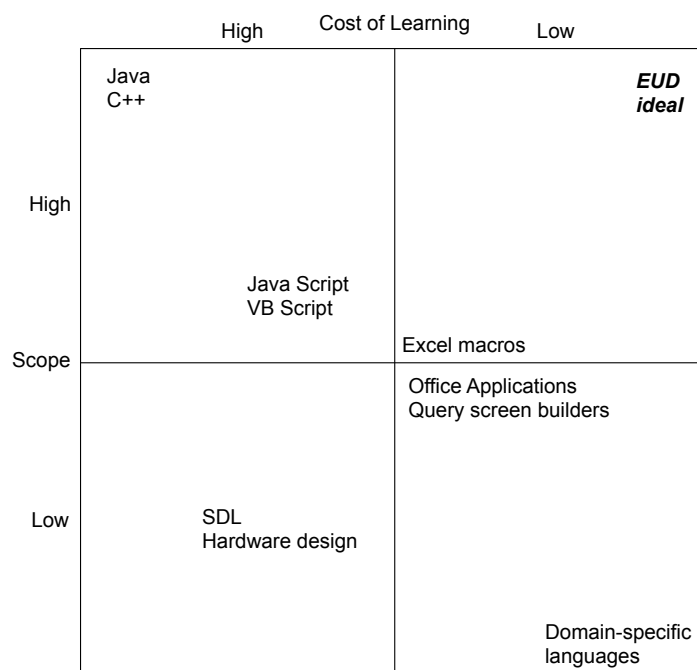 High Cost of Learning Low
Java
C++
EUD
ideal
High
Java Script
VB Script
Excel macros
Scope
Office Applications
Query screen builders
Low
SDL
Hardware design
Domain-specific
languages